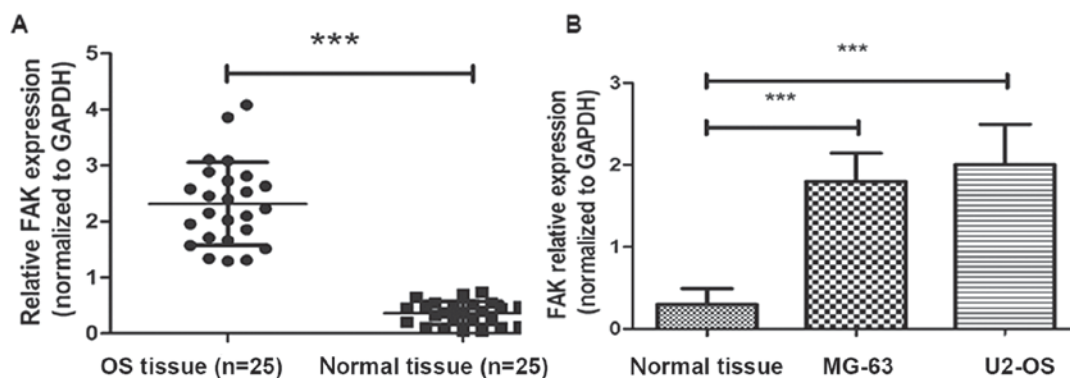 A
***
Relative FAK expression
(normalized to GAPDH)
5
4
3
2
1
0
OS tissue (n=25)
Normal tissue (n=25)
B
***
***
FAK relative expression
(normalized to GAPDH)
3
2
1
0
Normal tissue
MG-63
U2-OS